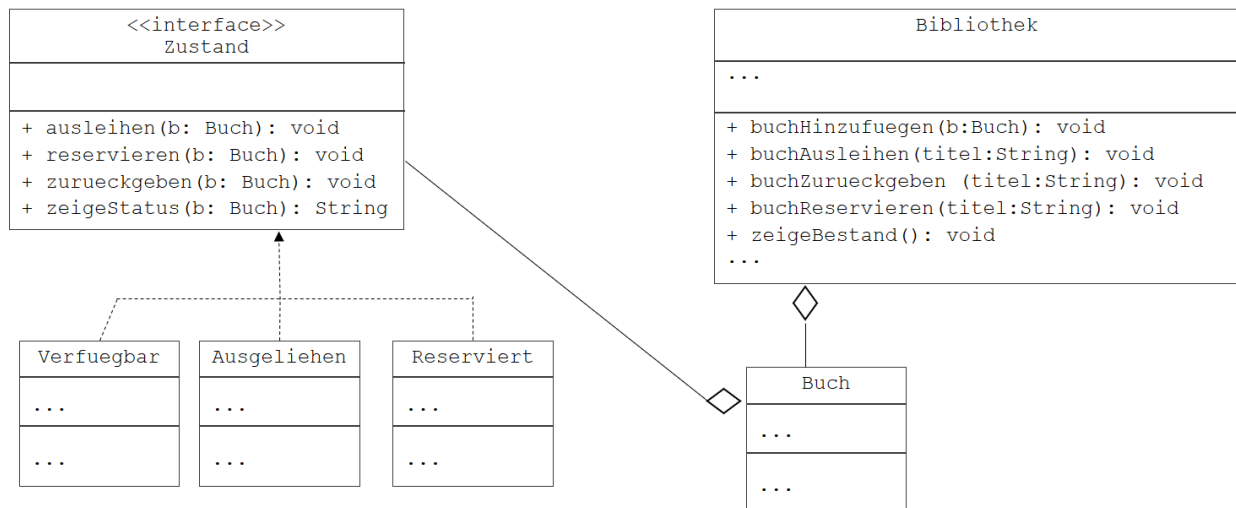 <<interface>>
Zustand
+ ausleihen(b: Buch): void
+ reservieren(b: Buch): void
+ zurueckgeben(b: Buch): void
+ zeigeStatus(b: Buch): String
Bibliothek
...
+ buchHinzufuegen(b:Buch): void
+ buchAusleihen(titel:String): void
+ buchZurueckgeben (titel:String): void
+ buchReservieren(titel:String): void
+ zeigeBestand(): void
...
Verfuegbar
...
...
Ausgeliehen
...
...
Reserviert
...
...
Buch
...
...